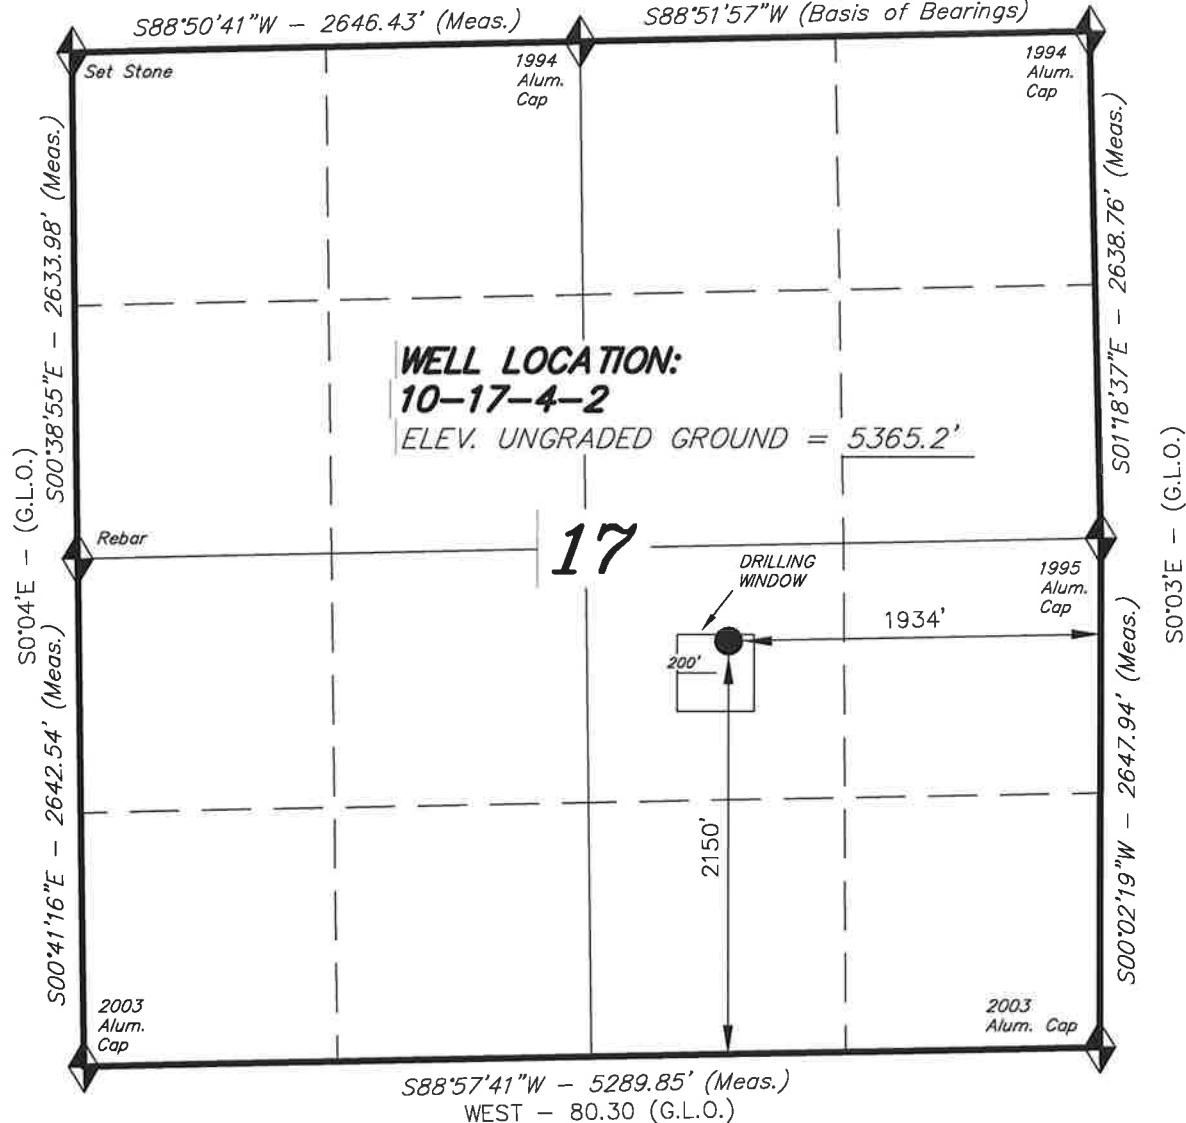 S88°50'41"W - 2646.43' (Meas.)
S88°51'57"W (Basis of Bearings)
Set Stone
1994
Alum.
Cap
1994
Alum.
Cap
S00°38'55"E - 2633.98' (Meas.)
S01°18'37"E - 2638.76' (Meas.)
WELL LOCATION:
10-17-4-2
ELEV. UNGRADED GROUND = 5365.2'
S0°04'E - (G.L.O.)
S0°03'E - (G.L.O.)
Rebar
17
DRILLING
WINDOW
1995
Alum.
Cap
1934'
200'
2150'
S00°41'16"E - 2642.54' (Meas.)
S00°02'19"W - 2647.94' (Meas.)
2003
Alum.
Cap
2003
Alum. Cap
S88°57'41"W - 5289.85' (Meas.)
WEST - 80.30 (G.L.O.)